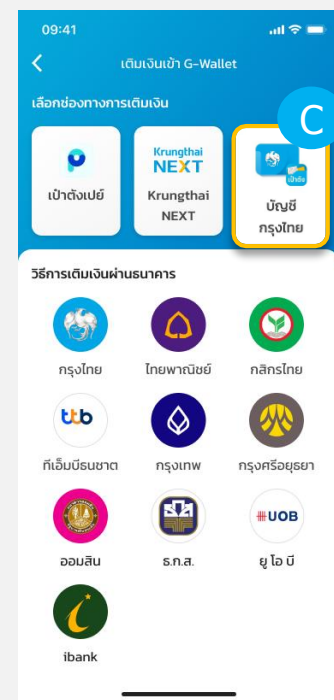 09:41
เติมเงินเข้า G-Wallet
เลือกช่องทางการเติมเงิน
C
เป๋าตังเปย์
Krungthai
NEXT
Krungthai
NEXT
เป๋าตัง
บัญชี
กรุงไทย
วิธีการเติมเงินผ่านธนาคาร
กรุงไทย
ไทยพาณิชย์
กสิกรไทย
ttb
ทีเอ็มบีธนชาต
กรุงเทพ
กรุงศรีอยุธยา
UOB
ออมสิน
ธ.ก.ส.
ยู โอ บี
ibank